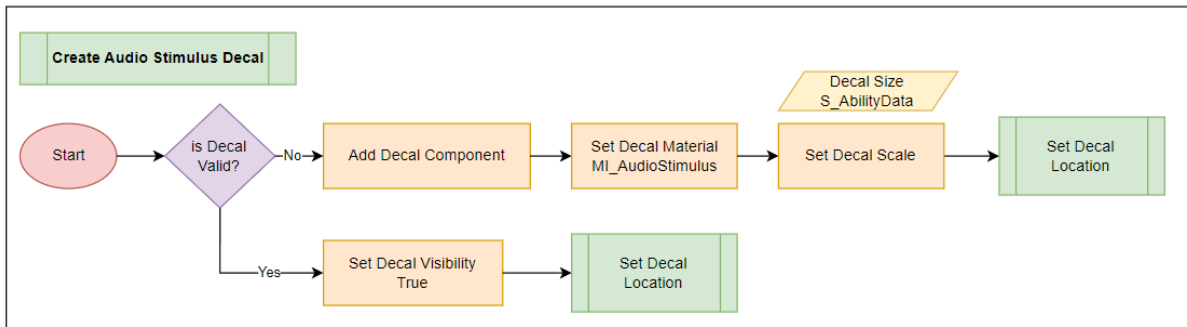 Create Audio Stimulus Decal
Decal Size
S_AbilityData
Start
is Decal
Valid?
No
Add Decal Component
Set Decal Material
MI_AudioStimulus
Set Decal Scale
Set Decal
Location
Yes
Set Decal Visibility
True
Set Decal
Location